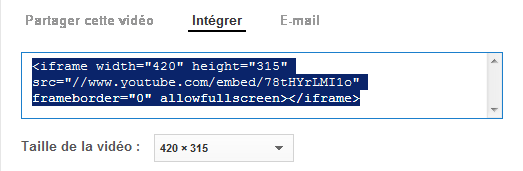 Partager cette vidéo Intégrer E-mail
<iframe width="420" height="315"
src="//www.youtube.com/embed/78tHYrLMI1o"
frameborder="0" allowfullscreen></iframe>
Taille de la vidéo : 420 × 315